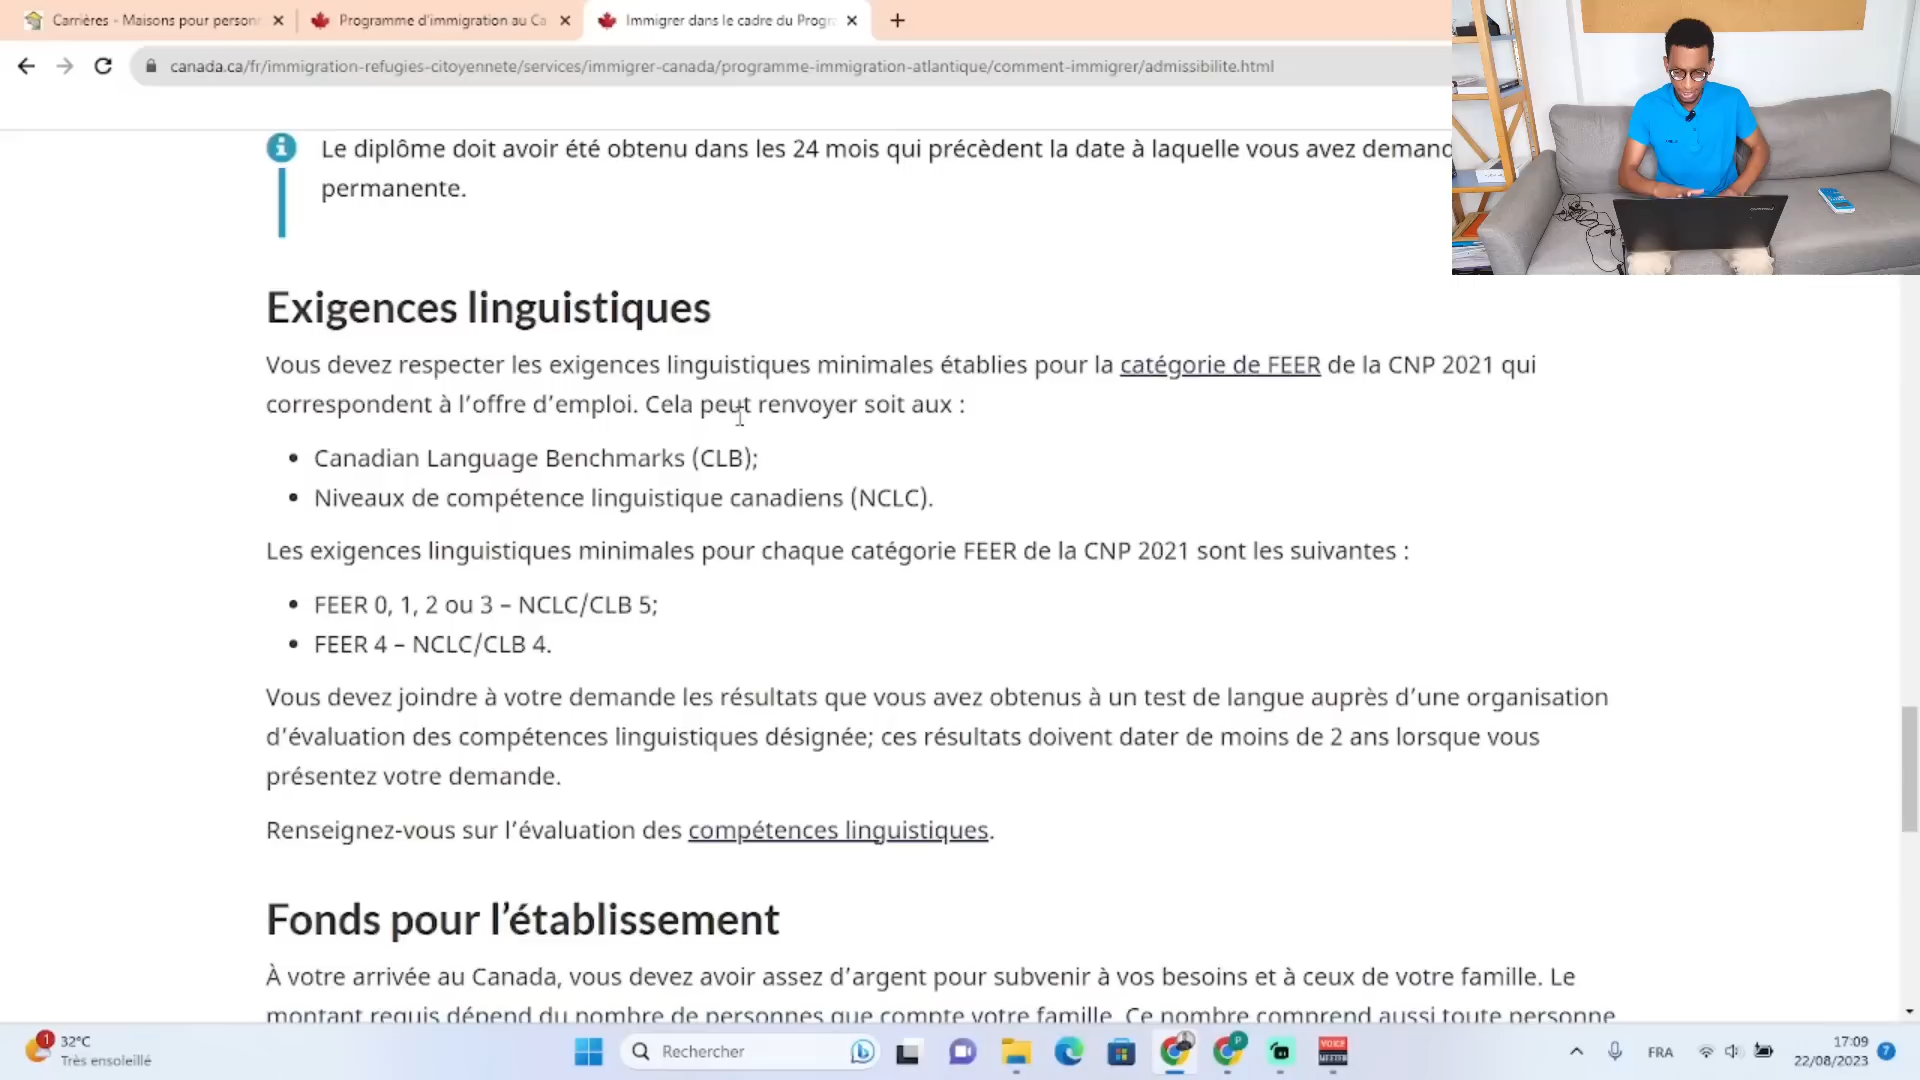 Carrières - Maisons pour person
Programme d'immigration au Ca
Immigrer dans le cadre du Progr
canada.ca/fr/immigration-refugies-citoyennete/services/immigrer-canada/programme-immigration-atlantique/comment-immigrer/admissibilite.html
Le diplôme doit avoir été obtenu dans les 24 mois qui précèdent la date à laquelle vous avez demand
permanente.
Exigences linguistiques
Vous devez respecter les exigences linguistiques minimales établies pour la catégorie de FEER de la CNP 2021 qui
correspondent à l'offre d'emploi. Cela peut renvoyer soit aux :
• Canadian Language Benchmarks (CLB);
• Niveaux de compétence linguistique canadiens (NCLC).
Les exigences linguistiques minimales pour chaque catégorie FEER de la CNP 2021 sont les suivantes :
• FEER 0, 1, 2 ou 3 – NCLC/CLB 5;
• FEER 4 – NCLC/CLB 4.
Vous devez joindre à votre demande les résultats que vous avez obtenus à un test de langue auprès d'une organisation
d'évaluation des compétences linguistiques désignée; ces résultats doivent dater de moins de 2 ans lorsque vous
présentez votre demande.
Renseignez-vous sur l'évaluation des compétences linguistiques.
Fonds pour l'établissement
À votre arrivée au Canada, vous devez avoir assez d'argent pour subvenir à vos besoins et à ceux de votre famille. Le
montant requis dépend du nombre de personnes que compte votre famille. Ce nombre comprend aussi toute personne
1
32°C
Très ensoleillé
Rechercher
P
VOICE
FRA
17:09
22/08/2023
7